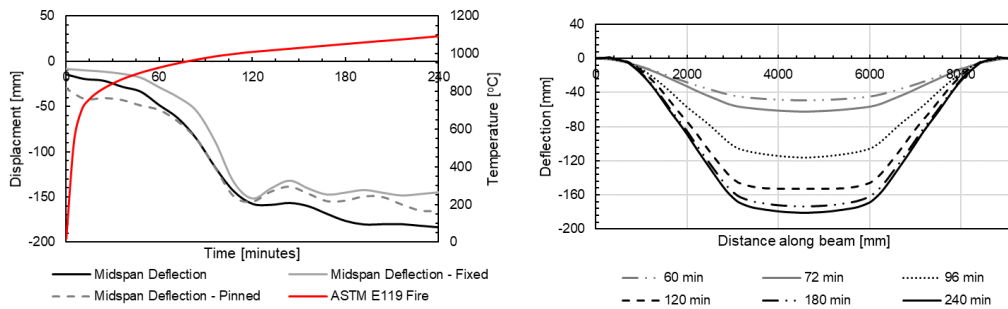 50
0
-50
-100
-150
-200
Displacement [mm]
0
60
120
180
240
1200
1000
800
600
400
200
0
Temperature [°C]
Time [minutes]
Midspan Deflection
Midspan Deflection - Fixed
Midspan Deflection - Pinned
ASTM E119 Fire
40
0
-40
-80
-120
-160
-200
Deflection [mm]
0
2000
4000
6000
8000
Distance along beam [mm]
60 min
72 min
96 min
120 min
180 min
240 min